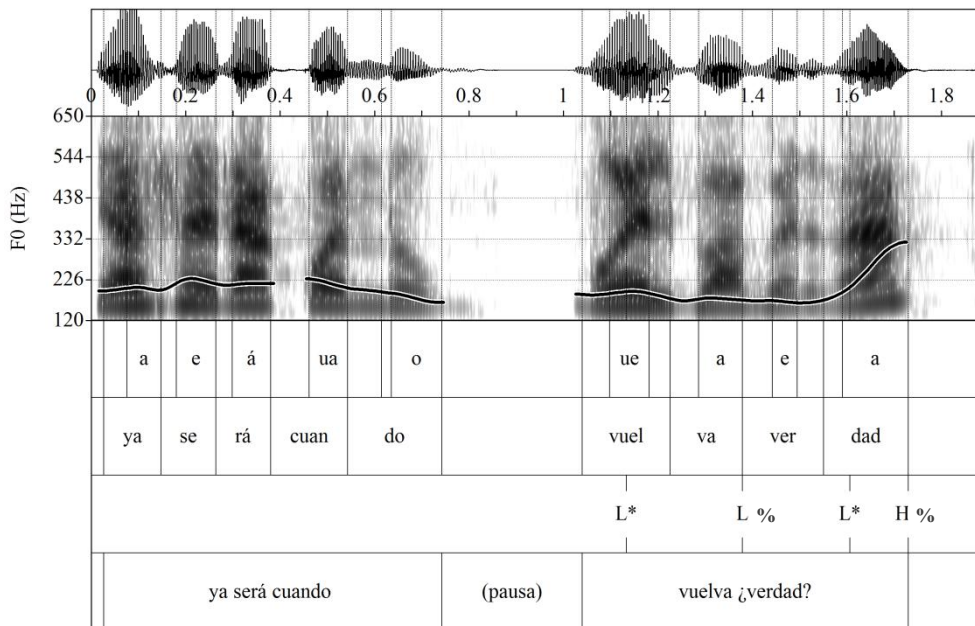 0 0.2 0.4 0.6 0.8 1 1.2 1.4 1.6 1.8
650
544
438
332
226
120
F0 (Hz)
a e á ua o ue a e a
ya se rá cuan do vuel va ver dad
L* L % L* H %
ya será cuando (pausa) vuelva ¿verdad?